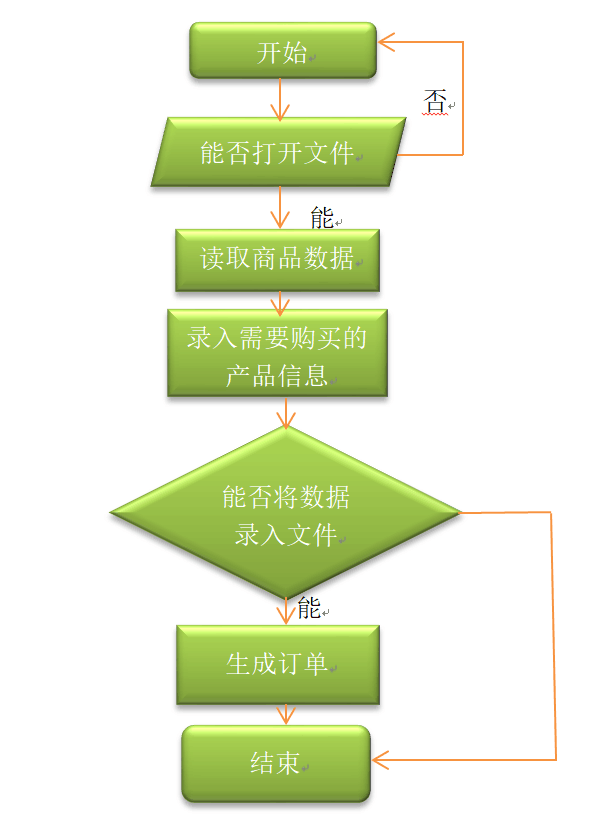 开始
否
能否打开文件
能
读取商品数据
录入需要购买的
产品信息
能否将数据
录入文件
能
生成订单
结束